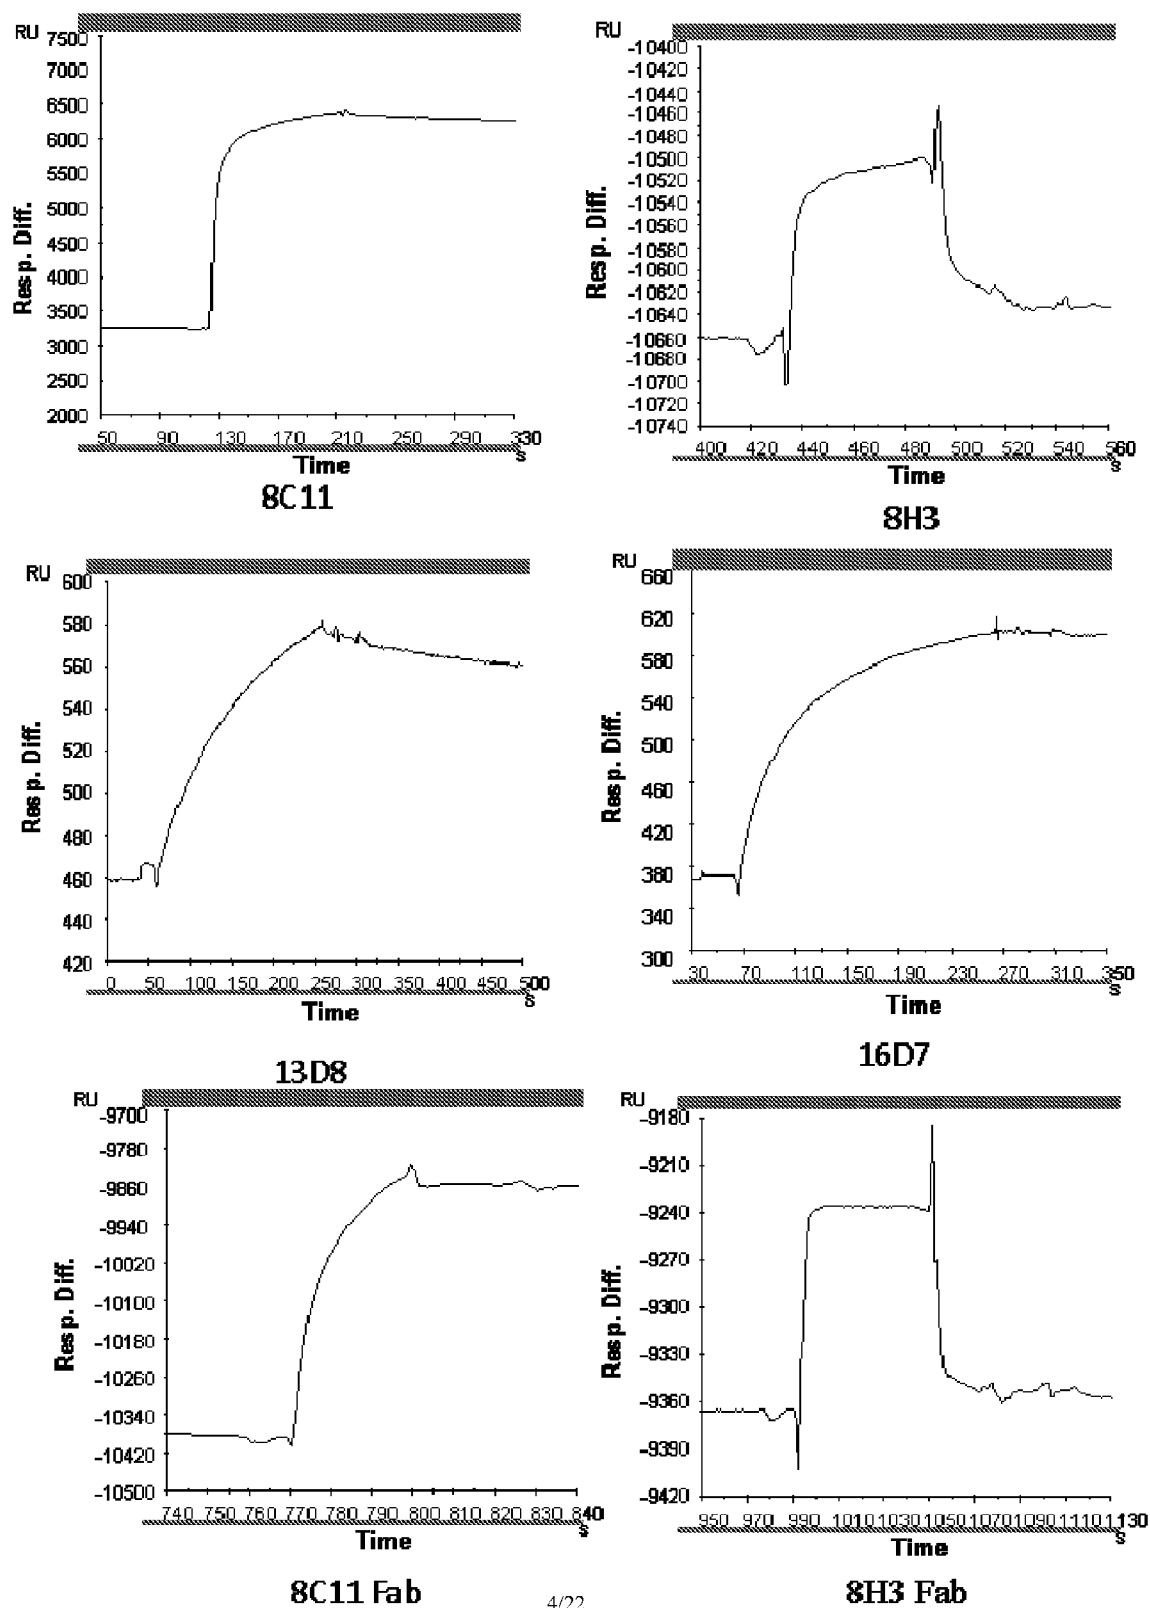 RU
7500
7000
6500
6000
5500
5000
4500
4000
3500
3000
2500
2000
Resp. Diff.
50 90 130 170 210 250 290 330
s
Time
8C11
RU
-10400
-10420
-10440
-10460
-10480
-10500
-10520
-10540
-10560
-10580
-10600
-10620
-10640
-10660
-10680
-10700
-10720
-10740
Resp. Diff.
400 420 440 460 480 500 520 540 560
s
Time
8H3
RU
600
580
560
540
520
500
480
460
440
420
Resp. Diff.
0 50 100 150 200 250 300 350 400 450 500
s
Time
13D8
RU
660
620
580
540
500
460
420
380
340
300
Resp. Diff.
30 70 110 150 190 230 270 310 350
s
Time
16D7
RU
-9700
-9780
-9860
-9940
-10020
-10100
-10180
-10260
-10340
-10420
-10500
Resp. Diff.
740 750 760 770 780 790 800 810 820 830 840
s
Time
8C11 Fab
RU
-9180
-9210
-9240
-9270
-9300
-9330
-9360
-9390
-9420
Resp. Diff.
950 970 990 1010 1030 1050 1070 1090 1110 1130
s
Time
8H3 Fab
4/22